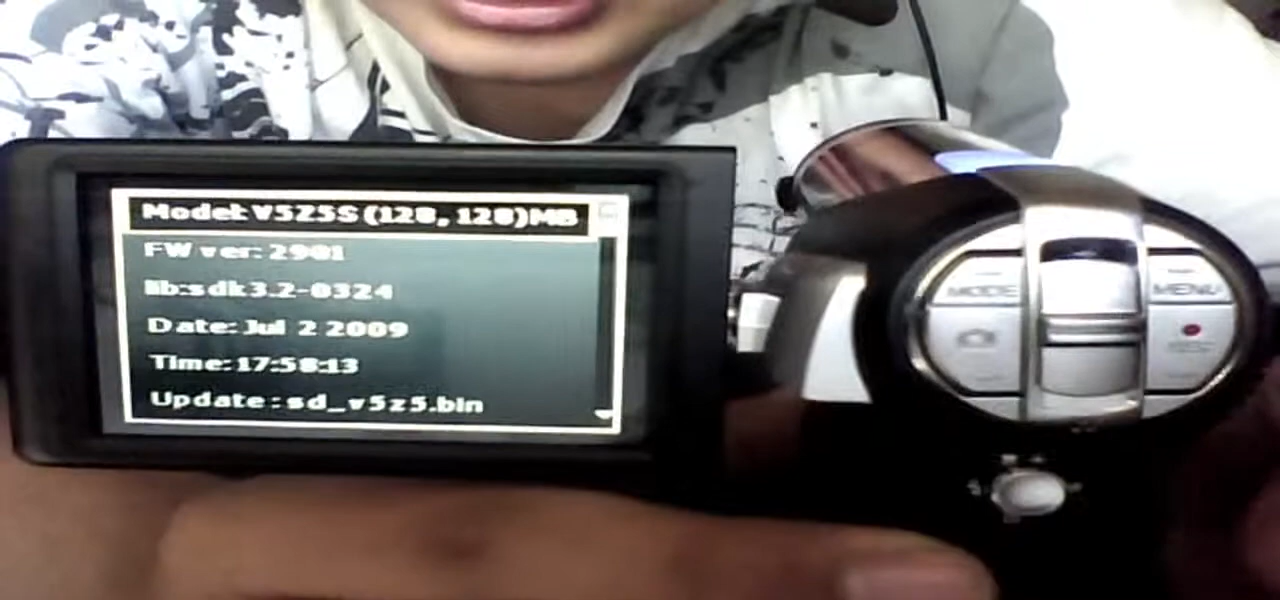 Model:V5Z5S(128,128)MB
FW ver: 2901
lib:sdk3.2-0324
Date: Jul 2 2009
Time:17:58:13
Update:sd_v5z5.bin
MODE
MENU